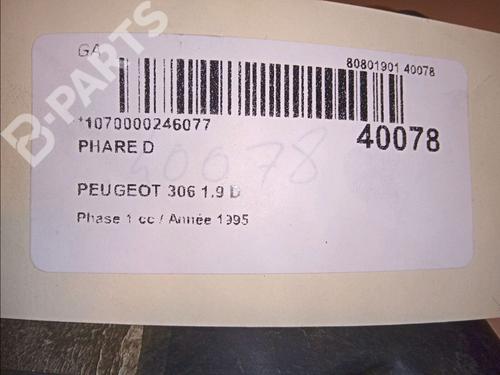 GA
80801901 40078
*1070000246077
40078
PHARE D
40078
PEUGEOT 306 1.9 D
Phase 1 cc / Année 1995
B-PARTS